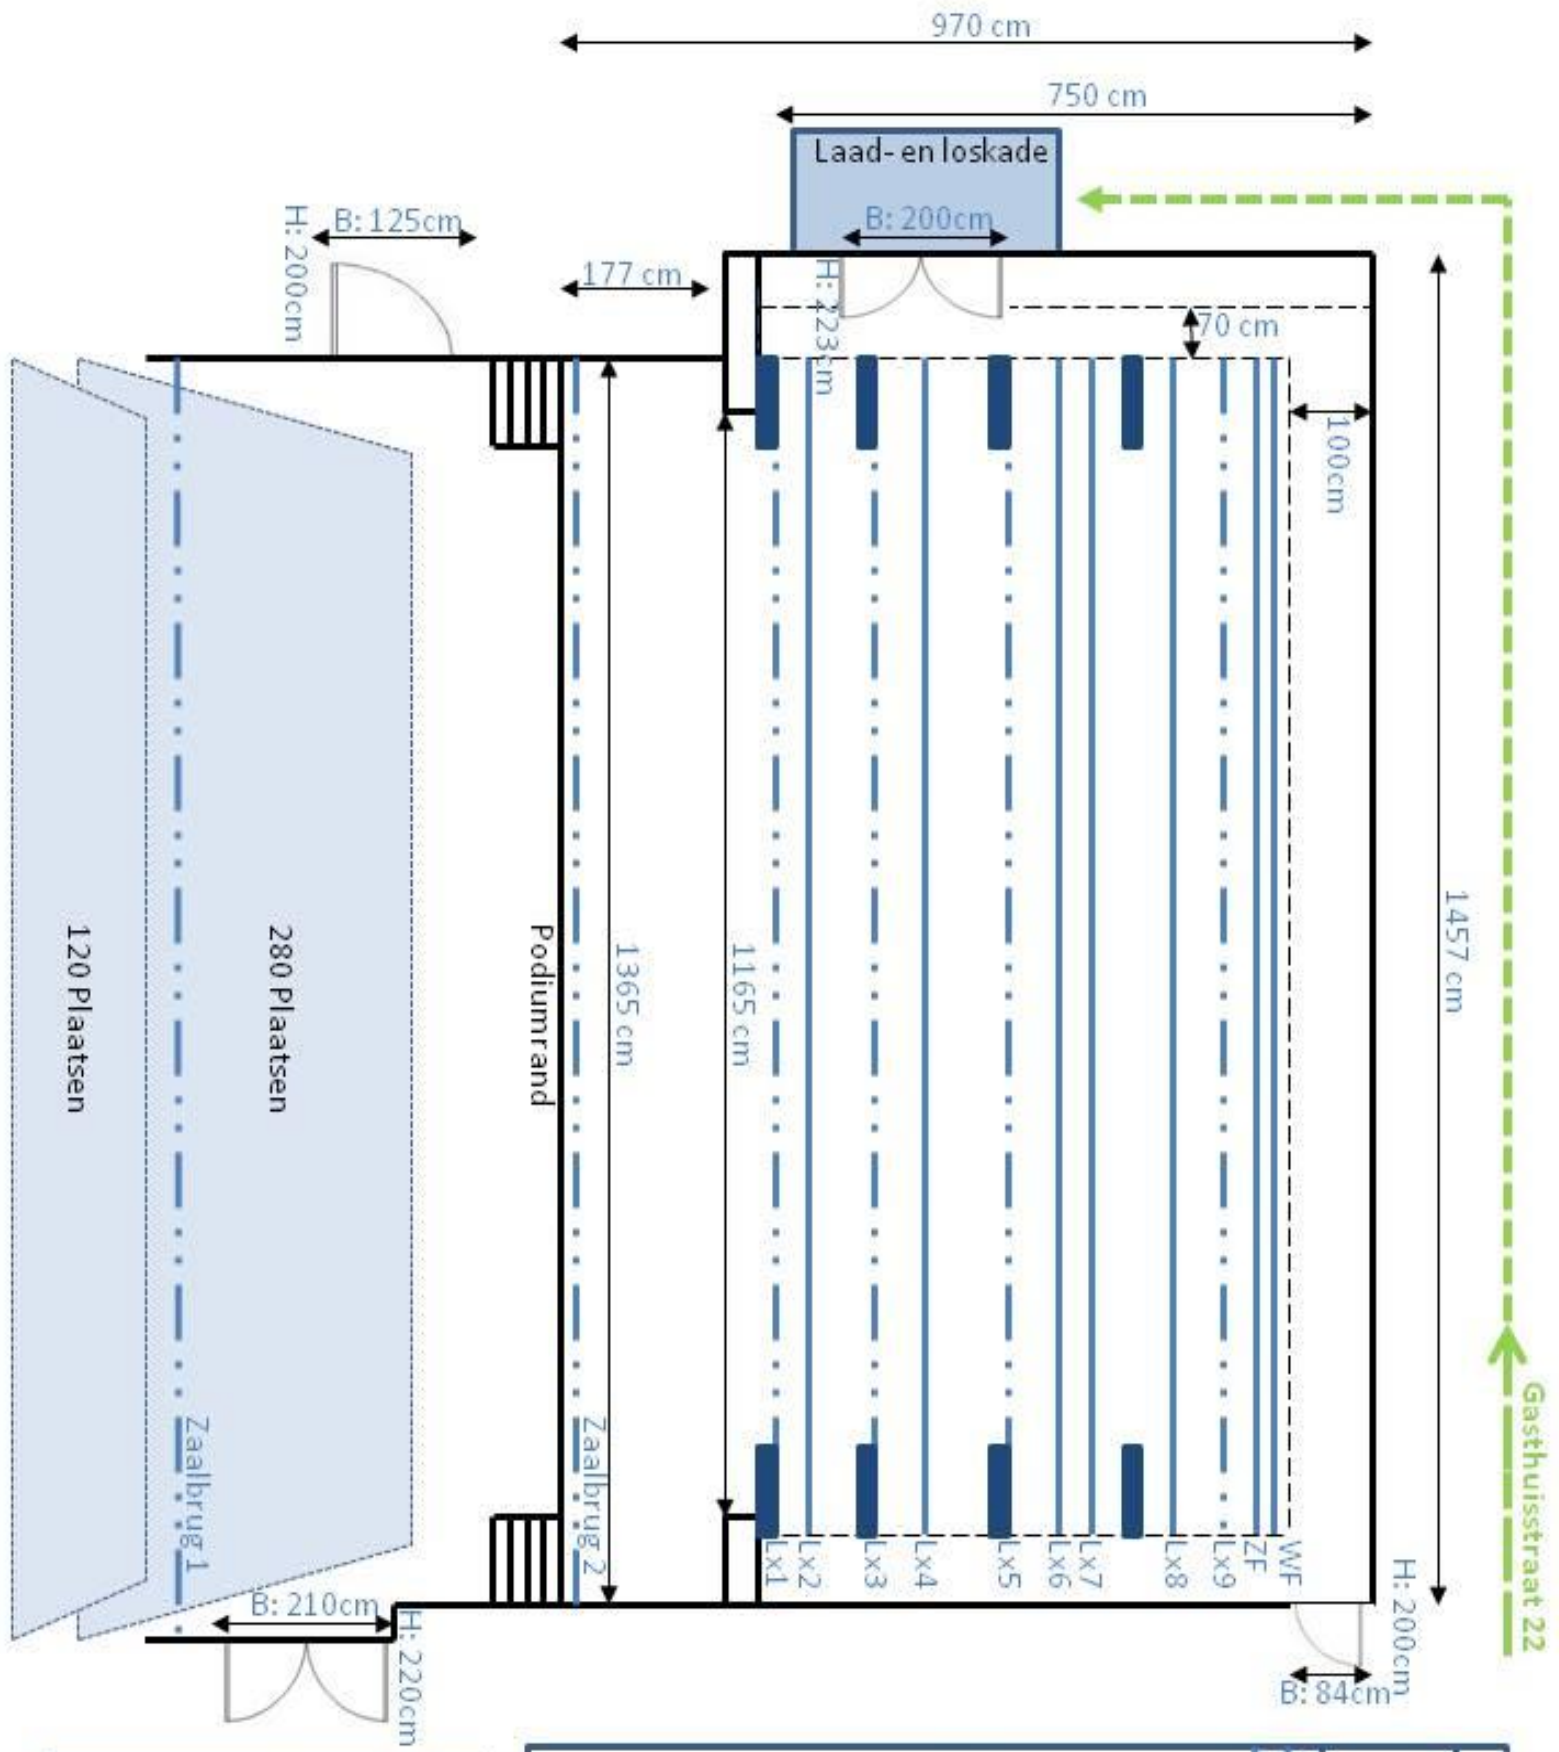 970 cm
750 cm
Laad- en loskade
B: 200cm
H: 223cm
B: 125cm
H: 200cm
177 cm
70 cm
100cm
1457 cm
1365 cm
1165 cm
Podiumrand
280 Plaatsen
120 Plaatsen
Zaalbrug 1
Zaalbrug 2
Lx1
Lx2
Lx3
Lx4
Lx5
Lx6
Lx7
Lx8
Lx9
ZF
WF
B: 210cm
H: 220cm
H: 200cm
B: 84cm
Gasthuisstraat 22